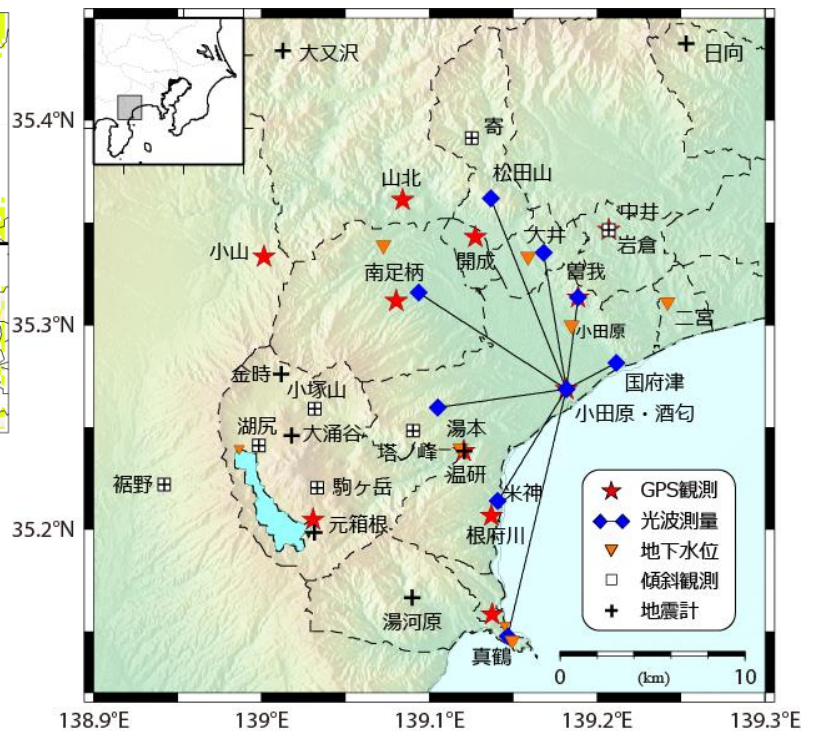 大又沢
日向
35.4°N
寄
松田山
山北
中井
大井
岩倉
小山
開成
南足柄
曽我
35.3°N
小田原
二宮
金時
国府津
小塚山
小田原・酒匂
湖尻
大涌谷
湯本
塔ノ峰
温研
裾野
駒ヶ岳
米神
GPS観測
元箱根
根府川
光波測量
35.2°N
地下水位
傾斜観測
地震計
湯河原
真鶴
0 (km) 10
138.9°E 139°E 139.1°E 139.2°E 139.3°E